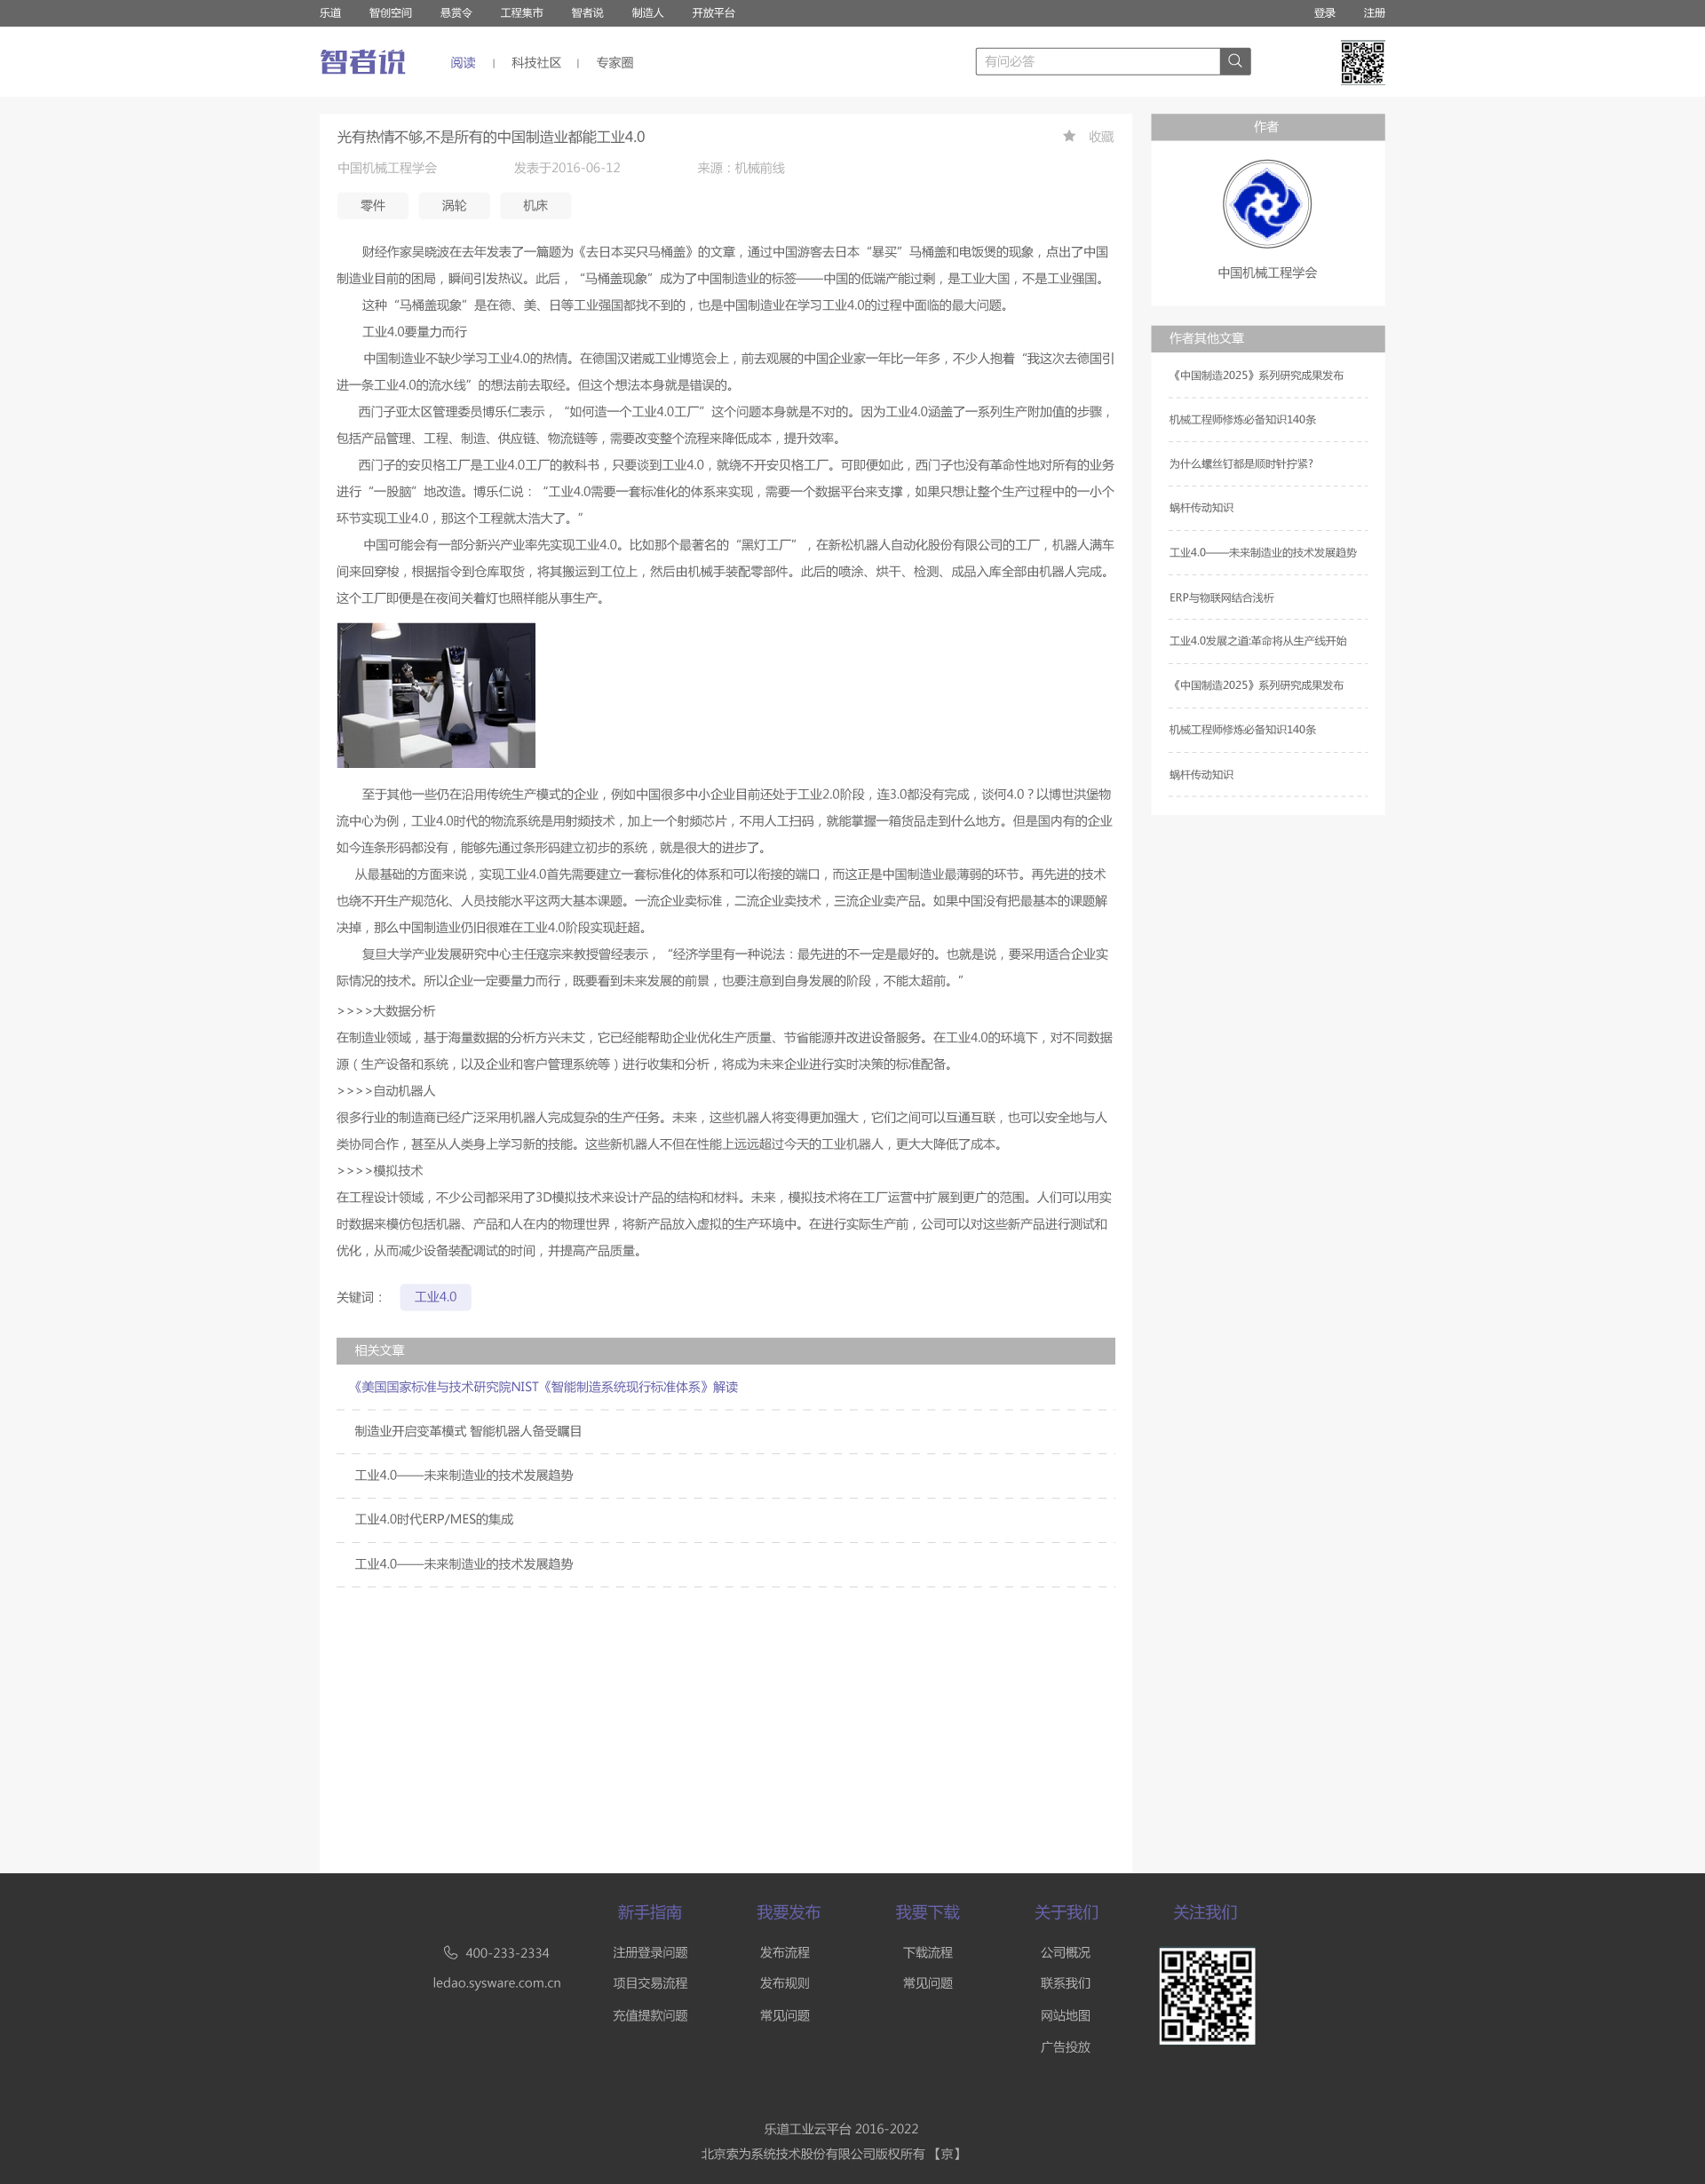 乐道 智创空间 悬赏令 工程集市 智者说 制造人 开放平台 登录 注册
智者说 阅读 | 科技社区 | 专家圈 有问必答
光有热情不够,不是所有的中国制造业都能工业4.0 收藏
中国机械工程学会 发表于2016-06-12 来源：机械前线
零件 涡轮 机床
财经作家吴晓波在去年发表了一篇题为《去日本买只马桶盖》的文章，通过中国游客去日本“暴买”马桶盖和电饭煲的现象，点出了中国
制造业目前的困局，瞬间引发热议。此后，“马桶盖现象”成为了中国制造业的标签——中国的低端产能过剩，是工业大国，不是工业强国。
这种“马桶盖现象”是在德、美、日等工业强国都找不到的，也是中国制造业在学习工业4.0的过程中面临的最大问题。
工业4.0要量力而行
中国制造业不缺少学习工业4.0的热情。在德国汉诺威工业博览会上，前去观展的中国企业家一年比一年多，不少人抱着“我这次去德国引
进一条工业4.0的流水线”的想法前去取经。但这个想法本身就是错误的。
西门子亚太区管理委员博乐仁表示，“如何造一个工业4.0工厂”这个问题本身就是不对的。因为工业4.0涵盖了一系列生产附加值的步骤，
包括产品管理、工程、制造、供应链、物流链等，需要改变整个流程来降低成本，提升效率。
西门子的安贝格工厂是工业4.0工厂的教科书，只要谈到工业4.0，就绕不开安贝格工厂。可即便如此，西门子也没有革命性地对所有的业务
进行“一股脑”地改造。博乐仁说：“工业4.0需要一套标准化的体系来实现，需要一个数据平台来支撑，如果只想让整个生产过程中的一小个
环节实现工业4.0，那这个工程就太浩大了。”
中国可能会有一部分新兴产业率先实现工业4.0。比如那个最著名的“黑灯工厂”，在新松机器人自动化股份有限公司的工厂，机器人满车
间来回穿梭，根据指令到仓库取货，将其搬运到工位上，然后由机械手装配零部件。此后的喷涂、烘干、检测、成品入库全部由机器人完成。
这个工厂即便是在夜间关着灯也照样能从事生产。
至于其他一些仍在沿用传统生产模式的企业，例如中国很多中小企业目前还处于工业2.0阶段，连3.0都没有完成，谈何4.0？以博世洪堡物
流中心为例，工业4.0时代的物流系统是用射频技术，加上一个射频芯片，不用人工扫码，就能掌握一箱货品走到什么地方。但是国内有的企业
如今连条形码都没有，能够先通过条形码建立初步的系统，就是很大的进步了。
从最基础的方面来说，实现工业4.0首先需要建立一套标准化的体系和可以衔接的端口，而这正是中国制造业最薄弱的环节。再先进的技术
也绕不开生产规范化、人员技能水平这两大基本课题。一流企业卖标准，二流企业卖技术，三流企业卖产品。如果中国没有把最基本的课题解
决掉，那么中国制造业仍旧很难在工业4.0阶段实现赶超。
复旦大学产业发展研究中心主任寇宗来教授曾经表示，“经济学里有一种说法：最先进的不一定是最好的。也就是说，要采用适合企业实
际情况的技术。所以企业一定要量力而行，既要看到未来发展的前景，也要注意到自身发展的阶段，不能太超前。”
>>>>大数据分析
在制造业领域，基于海量数据的分析方兴未艾，它已经能帮助企业优化生产质量、节省能源并改进设备服务。在工业4.0的环境下，对不同数据
源（生产设备和系统，以及企业和客户管理系统等）进行收集和分析，将成为未来企业进行实时决策的标准配备。
>>>>自动机器人
很多行业的制造商已经广泛采用机器人完成复杂的生产任务。未来，这些机器人将变得更加强大，它们之间可以互通互联，也可以安全地与人
类协同合作，甚至从人类身上学习新的技能。这些新机器人不但在性能上远远超过今天的工业机器人，更大大降低了成本。
>>>>模拟技术
在工程设计领域，不少公司都采用了3D模拟技术来设计产品的结构和材料。未来，模拟技术将在工厂运营中扩展到更广的范围。人们可以用实
时数据来模仿包括机器、产品和人在内的物理世界，将新产品放入虚拟的生产环境中。在进行实际生产前，公司可以对这些新产品进行测试和
优化，从而减少设备装配调试的时间，并提高产品质量。
关键词： 工业4.0
相关文章
《美国国家标准与技术研究院NIST《智能制造系统现行标准体系》解读
制造业开启变革模式 智能机器人备受瞩目
工业4.0——未来制造业的技术发展趋势
工业4.0时代ERP/MES的集成
工业4.0——未来制造业的技术发展趋势
作者
中国机械工程学会
作者其他文章
《中国制造2025》系列研究成果发布
机械工程师修炼必备知识140条
为什么螺丝钉都是顺时针拧紧?
蜗杆传动知识
工业4.0——未来制造业的技术发展趋势
ERP与物联网结合浅析
工业4.0发展之道:革命将从生产线开始
《中国制造2025》系列研究成果发布
机械工程师修炼必备知识140条
蜗杆传动知识
新手指南 我要发布 我要下载 关于我们 关注我们
400-233-2334 注册登录问题 发布流程 下载流程 公司概况
ledao.sysware.com.cn 项目交易流程 发布规则 常见问题 联系我们
充值提款问题 常见问题 网站地图
广告投放
乐道工业云平台 2016-2022
北京索为系统技术股份有限公司版权所有 【京】